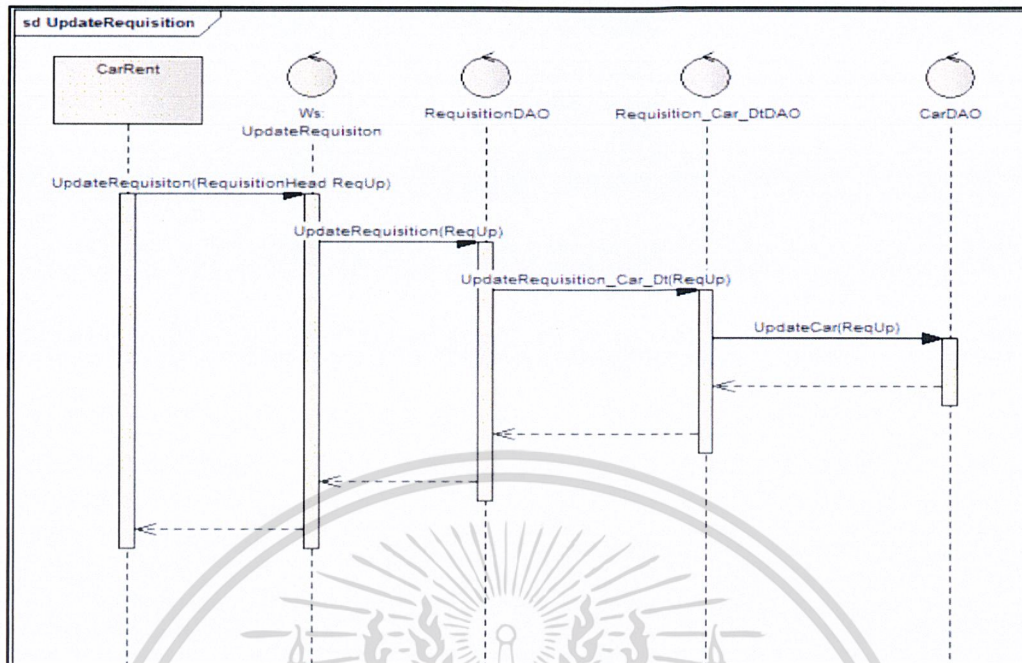 sd UpdateRequisition
CarRent
Ws:
UpdateRequisiton
RequisitionDAO
Requisition_Car_DtDAO
CarDAO
UpdateRequisiton(RequisitionHead ReqUp)
UpdateRequisition(ReqUp)
UpdateRequisition_Car_Dt(ReqUp)
UpdateCar(ReqUp)